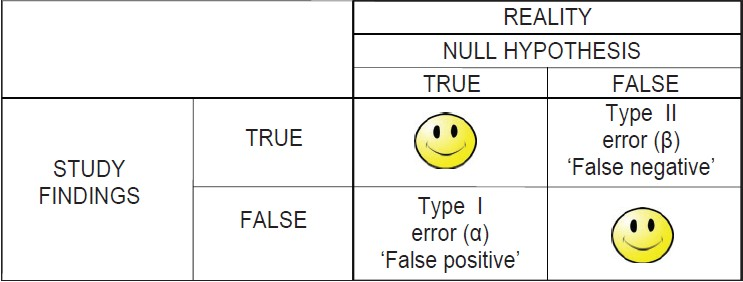 REALITY
NULL HYPOTHESIS
TRUE
FALSE
STUDY
FINDINGS
TRUE
Type II
error (β)
‘False negative’
FALSE
Type I
error (α)
‘False positive’